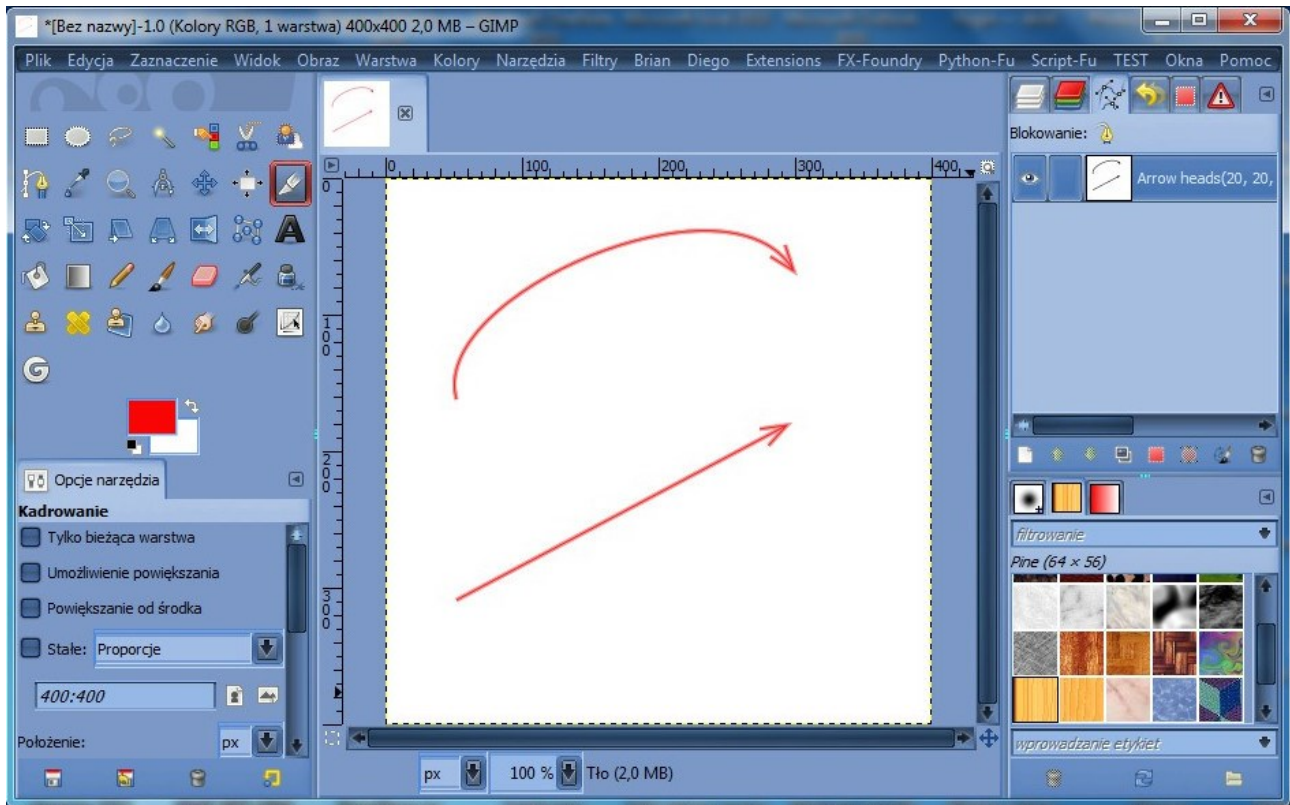 *[Bez nazwy]-1.0 (Kolory RGB, 1 warstwa) 400x400 2,0 MB – GIMP
Plik Edycja Zaznaczenie Widok Obraz Warstwa Kolory Narzędzia Filtry Brian Diego Extensions FX-Foundry Python-Fu Script-Fu TEST Okna Pomoc
Blokowanie:
0 100 200 300 400
Arrow heads(20, 20,
0
100
200
300
Opcje narzędzia
Kadrowanie
Tylko bieżąca warstwa
Umożliwienie powiększania
Powiększanie od środka
Stałe: Proporcje
400:400
Położenie: px
filtrowanie
Pine (64 × 56)
wprowadzanie etykiet
px 100 % Tło (2,0 MB)